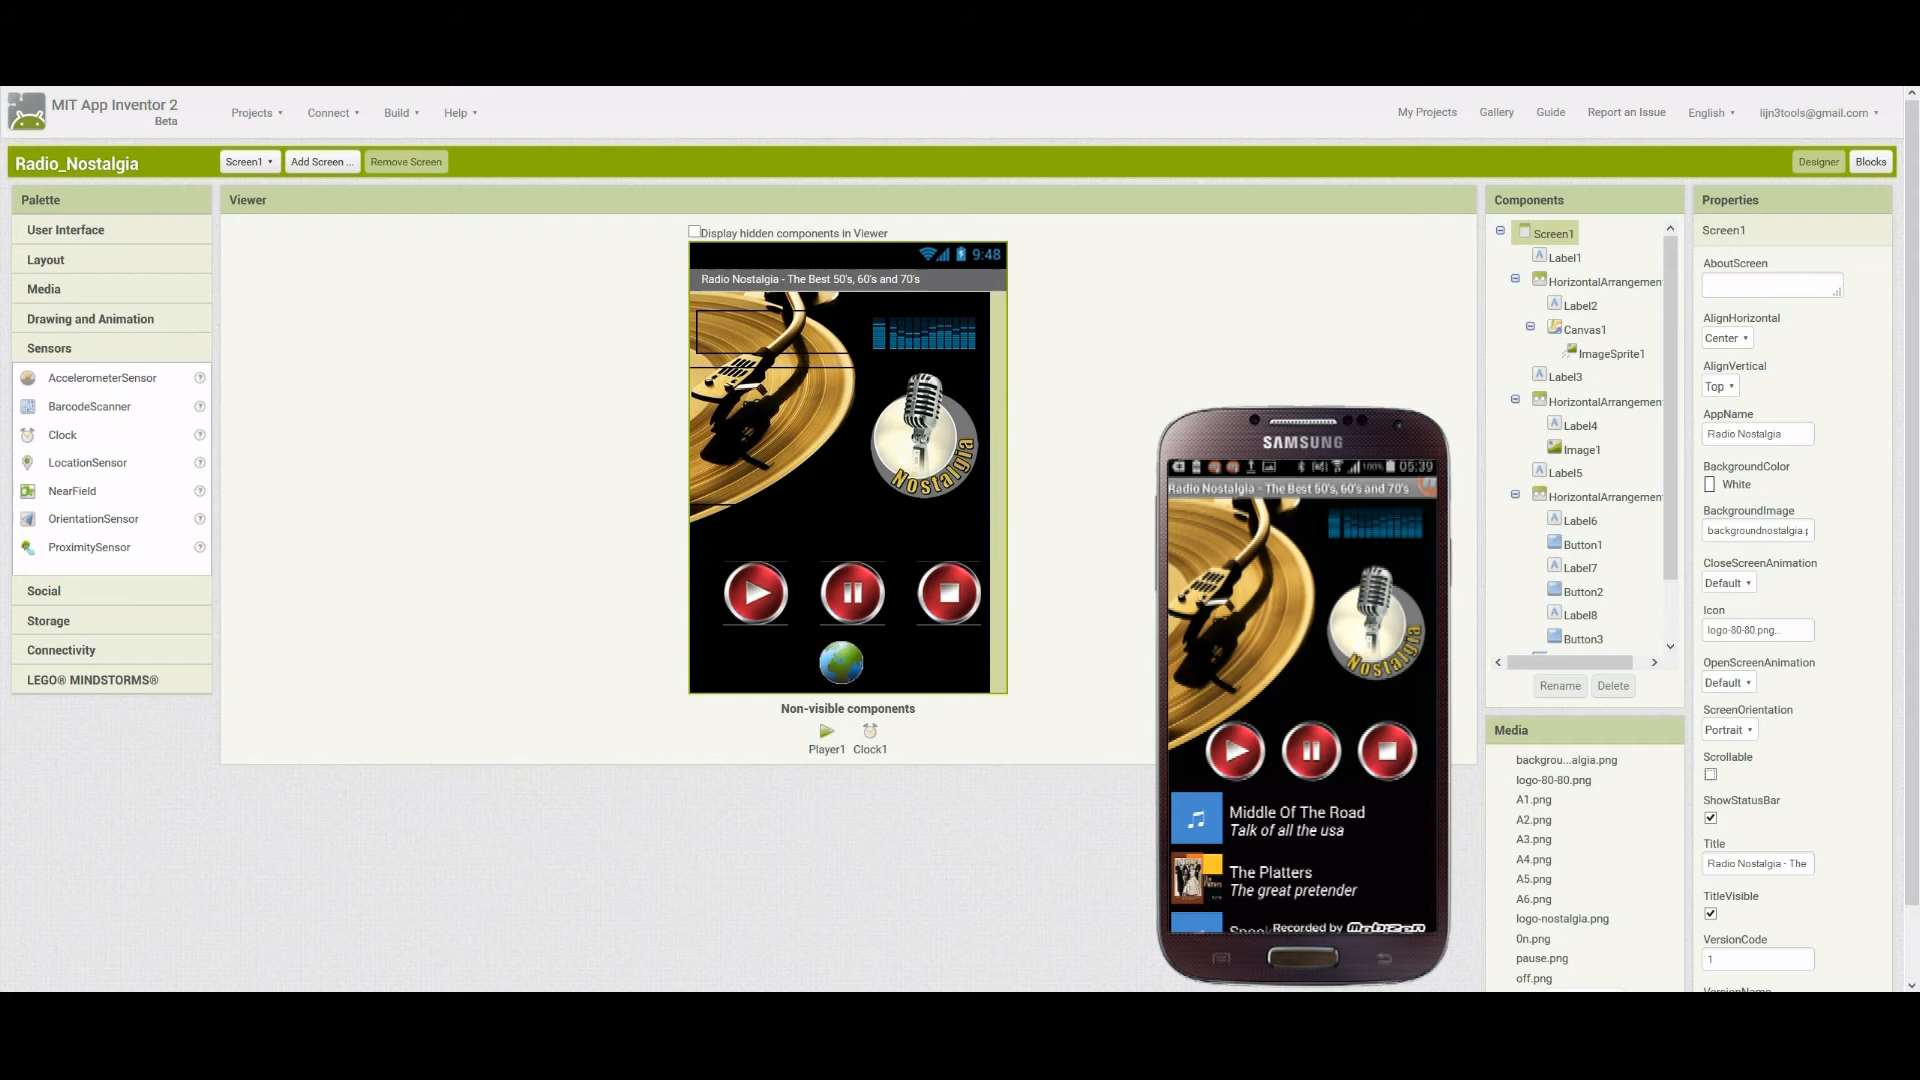 MIT App Inventor 2
Beta
Projects
Connect
Build
Help
My Projects
Gallery
Guide
Report an Issue
English
lijn3tools@gmail.com
Radio_Nostalgia
Screen1
Add Screen ...
Remove Screen
Designer
Blocks
Palette
User Interface
Layout
Media
Drawing and Animation
Sensors
AccelerometerSensor
BarcodeScanner
Clock
LocationSensor
NearField
OrientationSensor
ProximitySensor
Social
Storage
Connectivity
LEGO® MINDSTORMS®
Viewer
Display hidden components in Viewer
9:48
Radio Nostalgia - The Best 50's, 60's and 70's
Nostalgia
Non-visible components
Player1
Clock1
SAMSUNG
100%
05:39
Radio Nostalgia - The Best 50's, 60's and 70's
Nostalgia
Middle Of The Road
Talk of all the usa
The Platters
The great pretender
Recorded by Mobizen
Components
Screen1
Label1
HorizontalArrangemen
Label2
Canvas1
ImageSprite1
Label3
HorizontalArrangemen
Label4
Image1
Label5
HorizontalArrangemen
Label6
Button1
Label7
Button2
Label8
Button3
Rename
Delete
Media
backgrou...algia.png
logo-80-80.png
A1.png
A2.png
A3.png
A4.png
A5.png
A6.png
logo-nostalgia.png
0n.png
pause.png
off.png
Properties
Screen1
AboutScreen
AlignHorizontal
Center
AlignVertical
Top
AppName
Radio Nostalgia
BackgroundColor
White
BackgroundImage
backgroundnostalgia.p
CloseScreenAnimation
Default
Icon
logo-80-80.png...
OpenScreenAnimation
Default
ScreenOrientation
Portrait
Scrollable
ShowStatusBar
Title
Radio Nostalgia - The
TitleVisible
VersionCode
1
VersionName